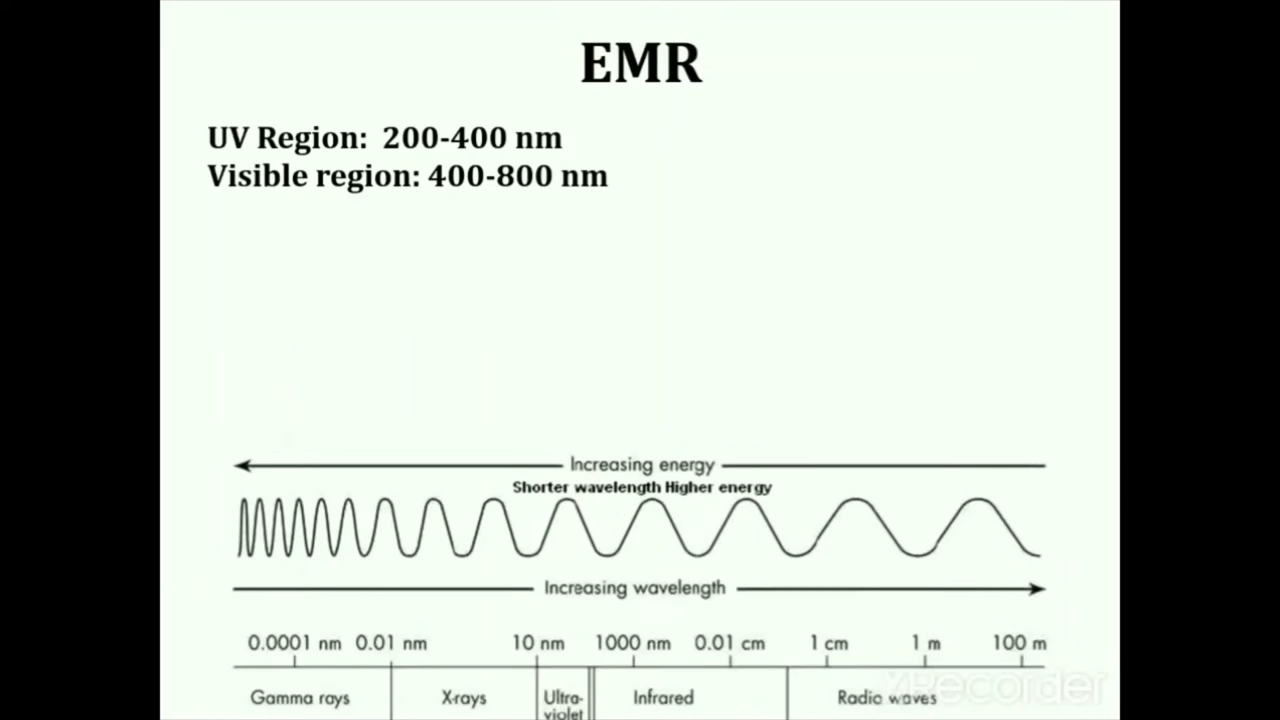 EMR
UV Region: 200-400 nm
Visible region: 400-800 nm
Increasing energy
Shorter wavelength Higher energy
Increasing wavelength
0.0001 nm 0.01 nm 10 nm 1000 nm 0.01 cm 1 cm 1 m 100 m
Gamma rays X-rays Ultra- Infrared Radio waves
violet
XRecorder